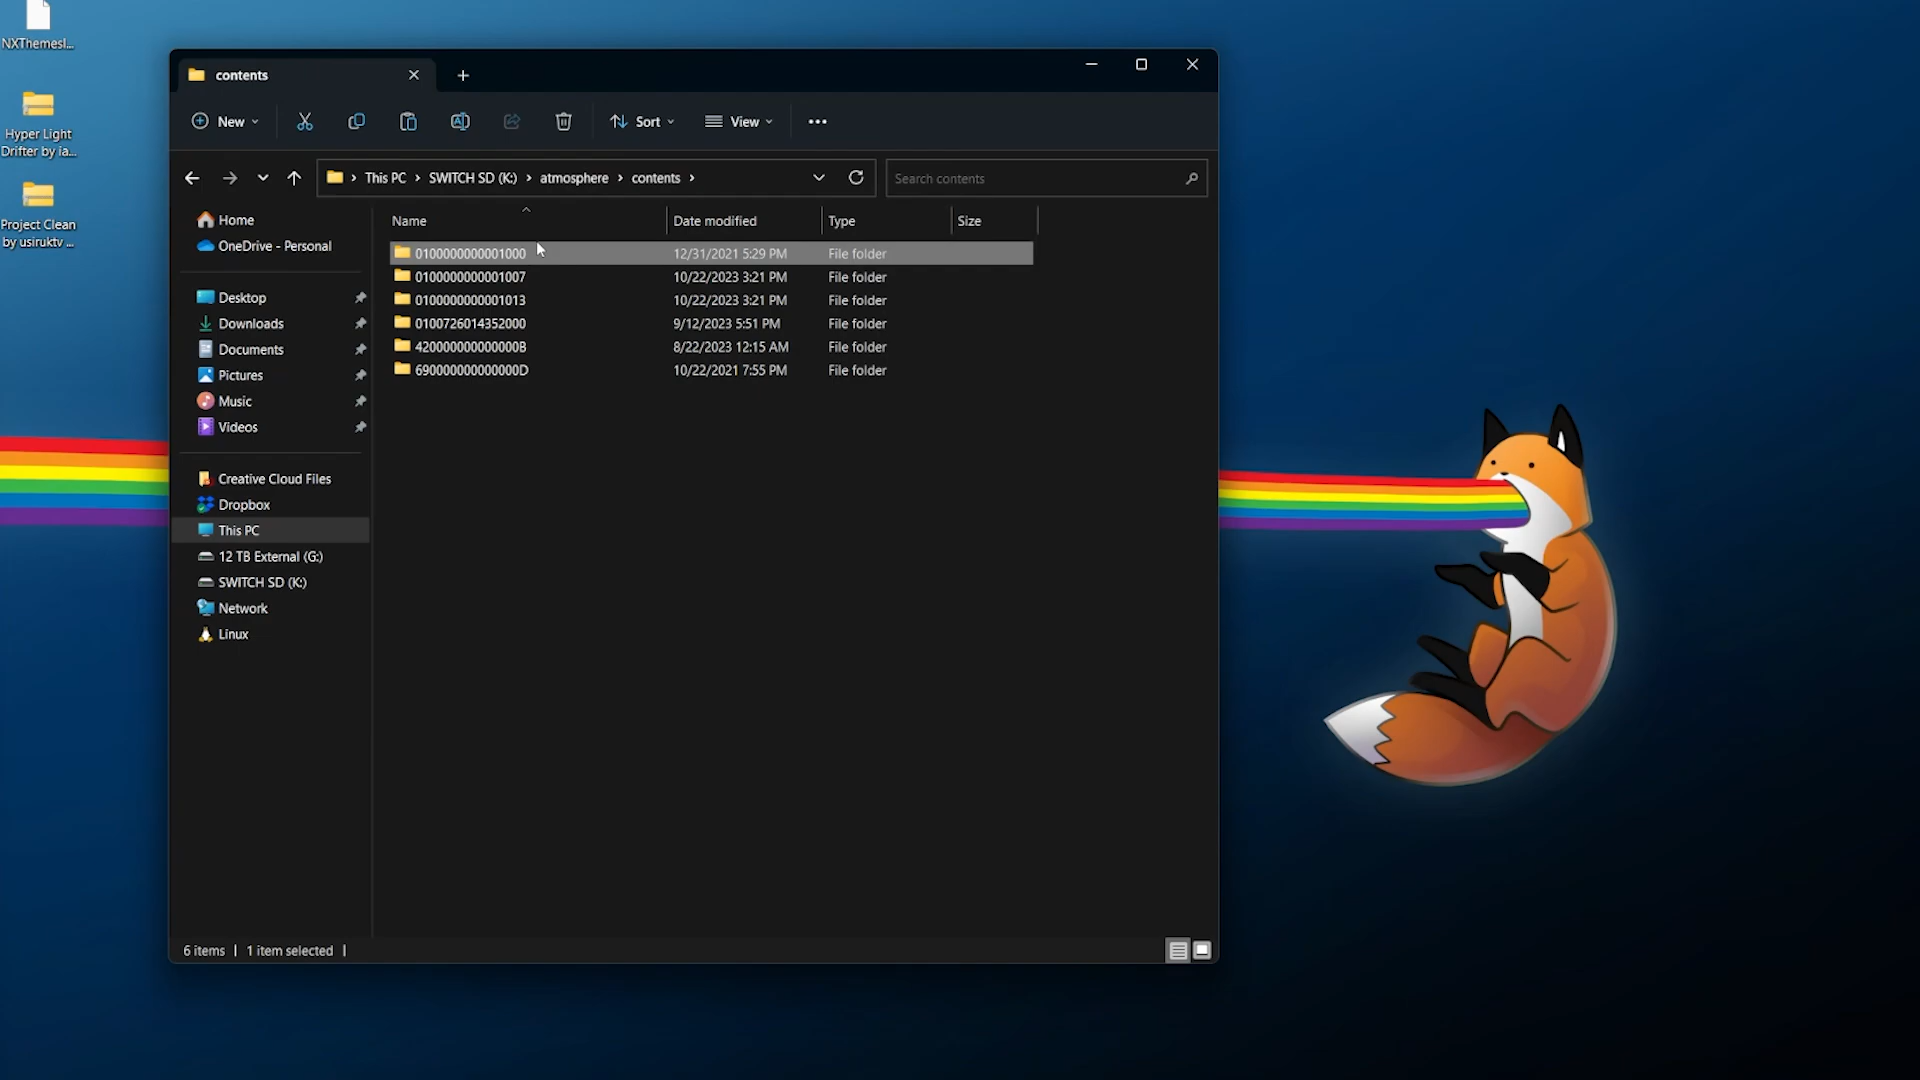 NXThemesI...
Hyper Light
Drifter by ia...
Project Clean
by usiruktv ...
contents
New
Sort
View
This PC > SWITCH SD (K:) > atmosphere > contents >
Search contents
Home
OneDrive - Personal
Desktop
Downloads
Documents
Pictures
Music
Videos
Creative Cloud Files
Dropbox
This PC
12 TB External (G:)
SWITCH SD (K:)
Network
Linux
Name Date modified Type Size
0100000000001000 12/31/2021 5:29 PM File folder
0100000000001007 10/22/2023 3:21 PM File folder
0100000000001013 10/22/2023 3:21 PM File folder
0100726014352000 9/12/2023 5:51 PM File folder
420000000000000B 8/22/2023 12:15 AM File folder
690000000000000D 10/22/2021 7:55 PM File folder
6 items | 1 item selected |